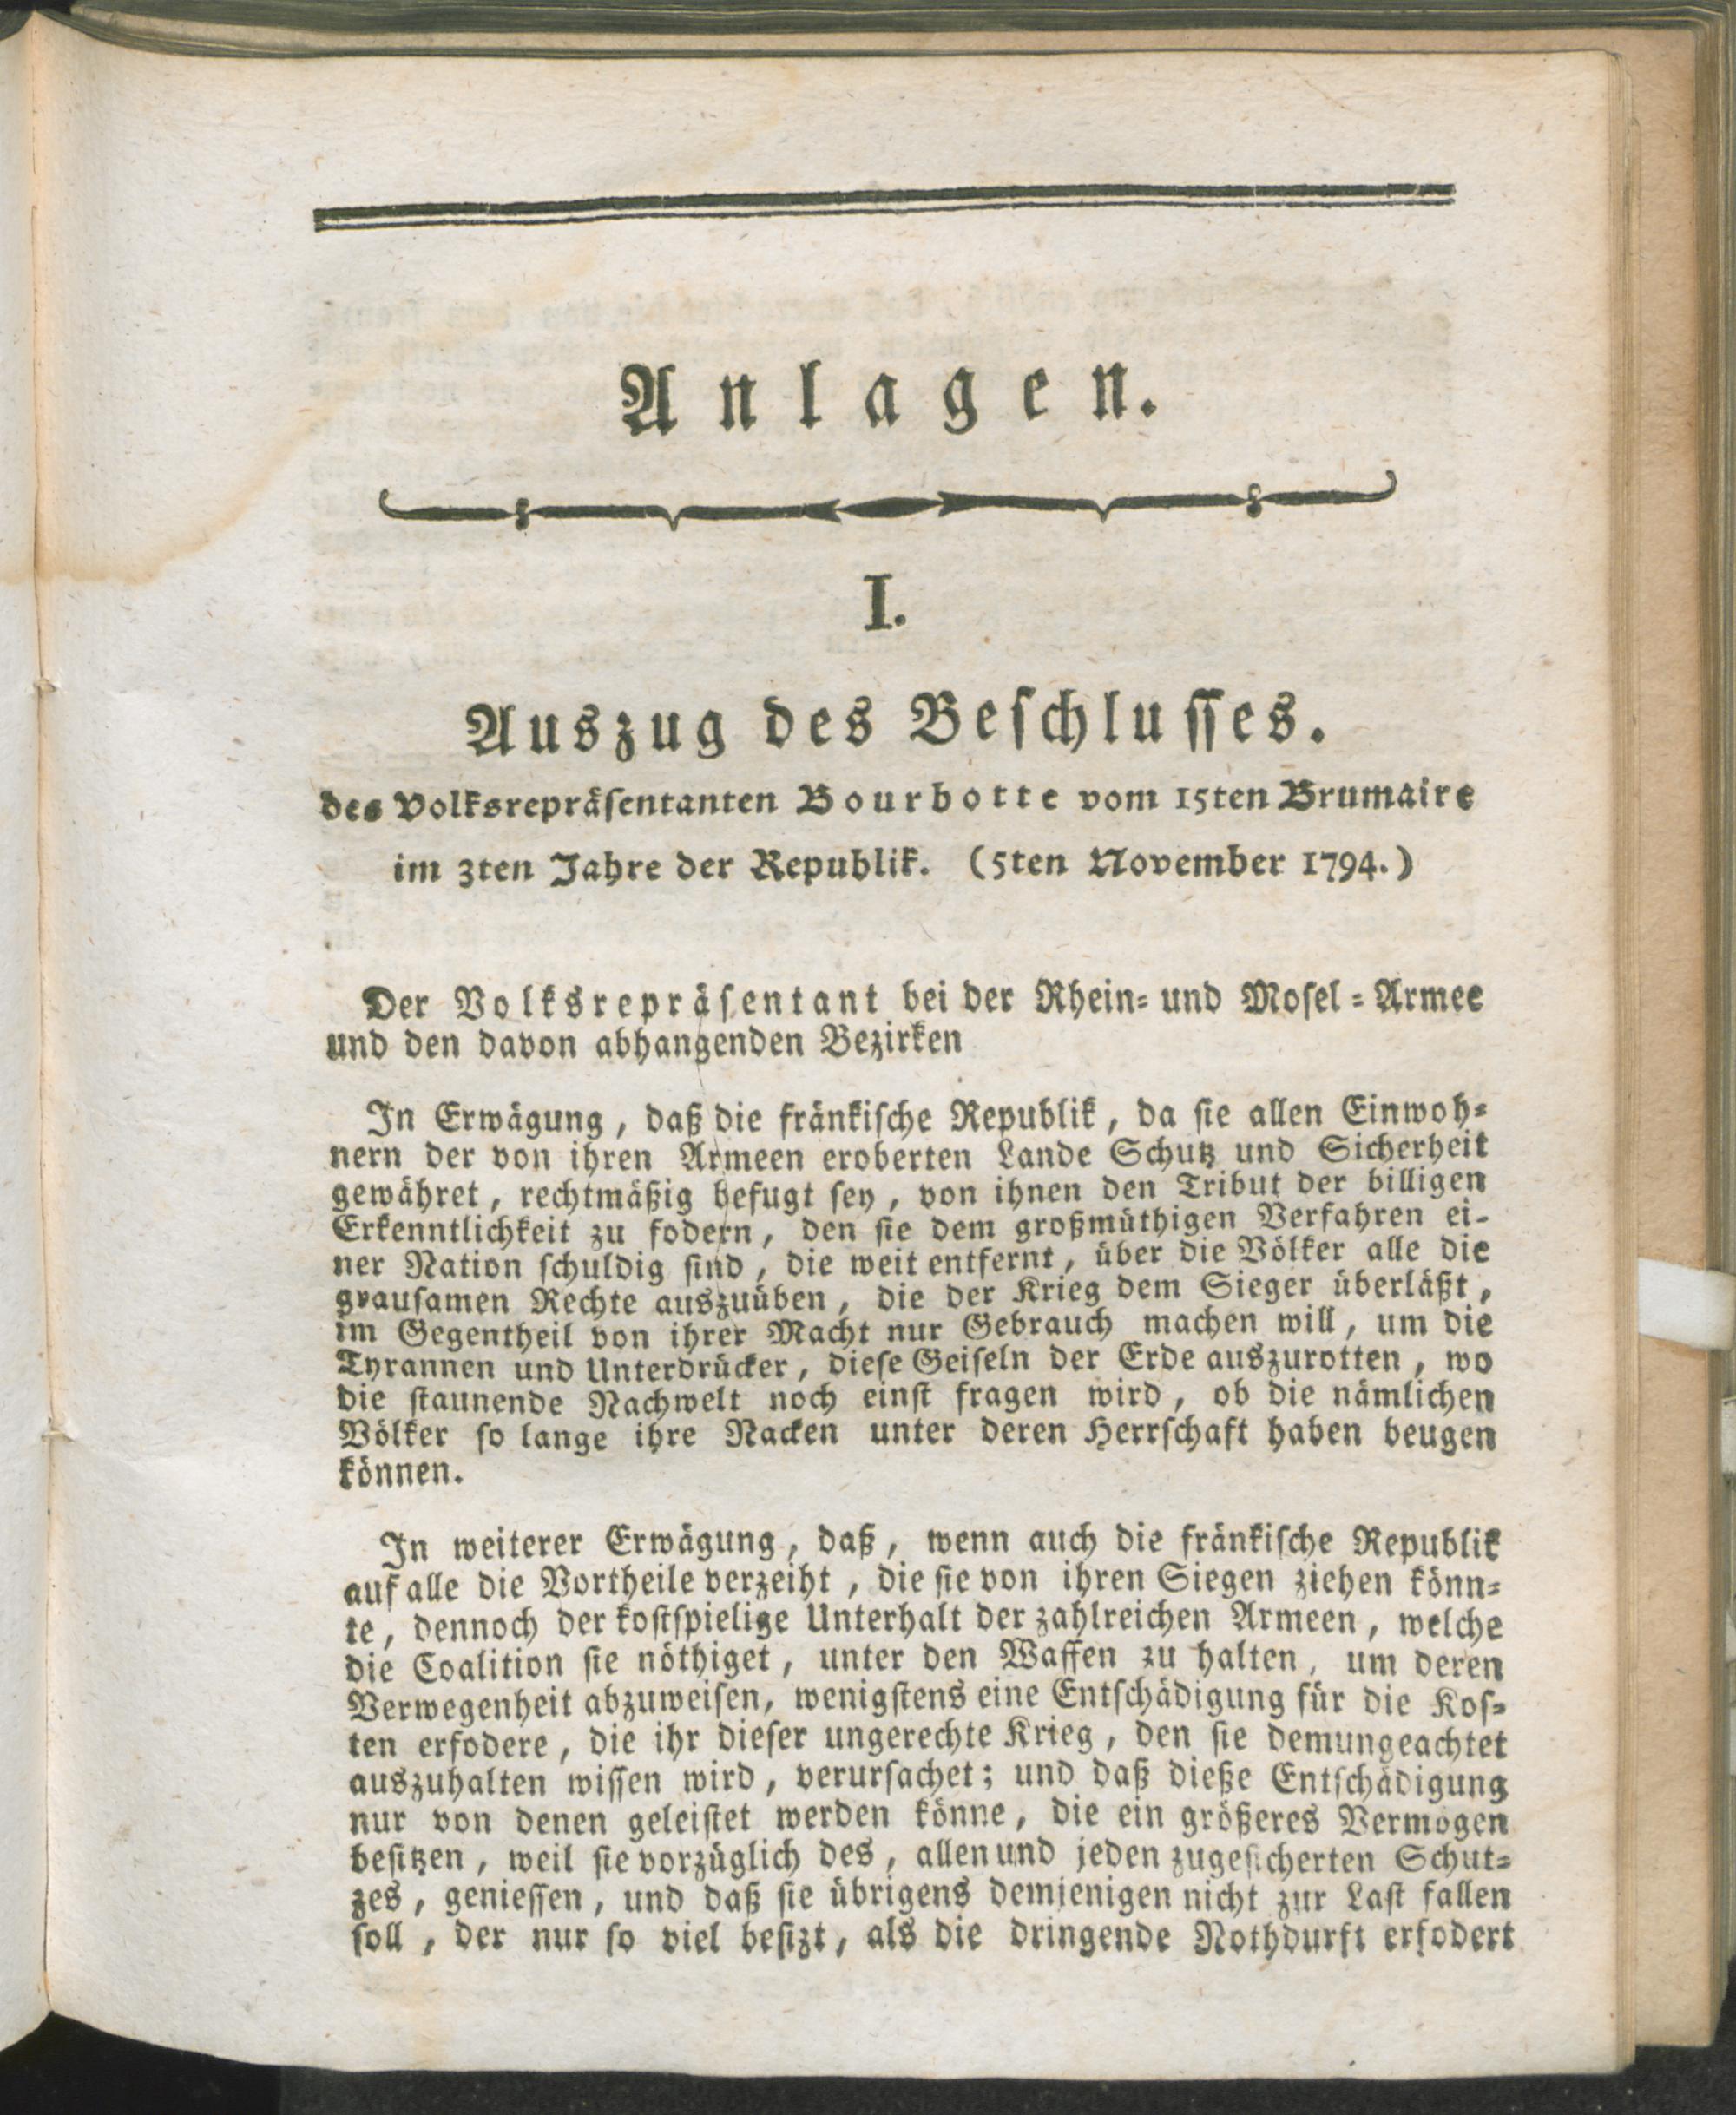 Anlagen.
I.
Auszug des Beschlusses.
des Volksrepräsentanten Bourbotte vom 15ten Brumaire
im 3ten Jahre der Republik. (5ten November 1794.)
Der Volksrepräsentant bei der Rhein- und Mosel-Armee
und den davon abhangenden Bezirken
In Erwägung, daß die fränkische Republik, da sie allen Einwoh-
nern der von ihren Armeen eroberten Lande Schutz und Sicherheit
gewähret, rechtmäßig befugt sey, von ihnen den Tribut der billigen
Erkenntlichkeit zu fodern, den sie dem großmüthigen Verfahren ei-
ner Nation schuldig sind, die weit entfernt, über die Völker alle die
grausamen Rechte auszuüben, die der Krieg dem Sieger überläßt,
im Gegentheil von ihrer Macht nur Gebrauch machen will, um die
Tyrannen und Unterdrücker, diese Geiseln der Erde auszurotten, wo
die staunende Nachwelt noch einst fragen wird, ob die nämlichen
Völker so lange ihre Nacken unter deren Herrschaft haben beugen
können.
In weiterer Erwägung, daß, wenn auch die fränkische Republik
auf alle die Vortheile verzeiht, die sie von ihren Siegen ziehen könn-
te, dennoch der kostspielige Unterhalt der zahlreichen Armeen, welche
die Coalition sie nöthiget, unter den Waffen zu halten, um deren
Verwegenheit abzuweisen, wenigstens eine Entschädigung für die Kos-
ten erfodere, die ihr dieser ungerechte Krieg, den sie demungeachtet
auszuhalten wissen wird, verursachet; und daß dieße Entschädigung
nur von denen geleistet werden könne, die ein größeres Vermogen
besitzen, weil sie vorzüglich des, allen und jeden zugesicherten Schut-
zes, geniessen, und daß sie übrigens demjenigen nicht zur Last fallen
soll, der nur so viel besizt, als die dringende Nothdurft erfodert